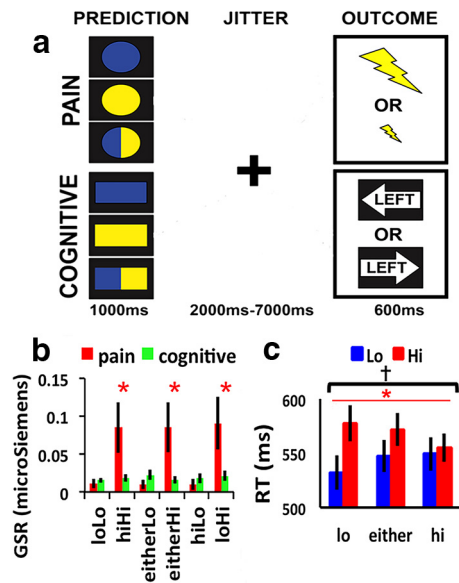 PREDICTION JITTER OUTCOME
a
PAIN
OR
COGNITIVE
LEFT
OR
LEFT
1000ms 2000ms-7000ms 600ms
b
pain cognitive
GSR (microSiemens)
0.15
0.1
0.05
0
* * *
loLo hiHi eitherLo eitherHi hiLo loHi
c
Lo Hi
†
*
RT (ms)
600
550
500
lo either hi